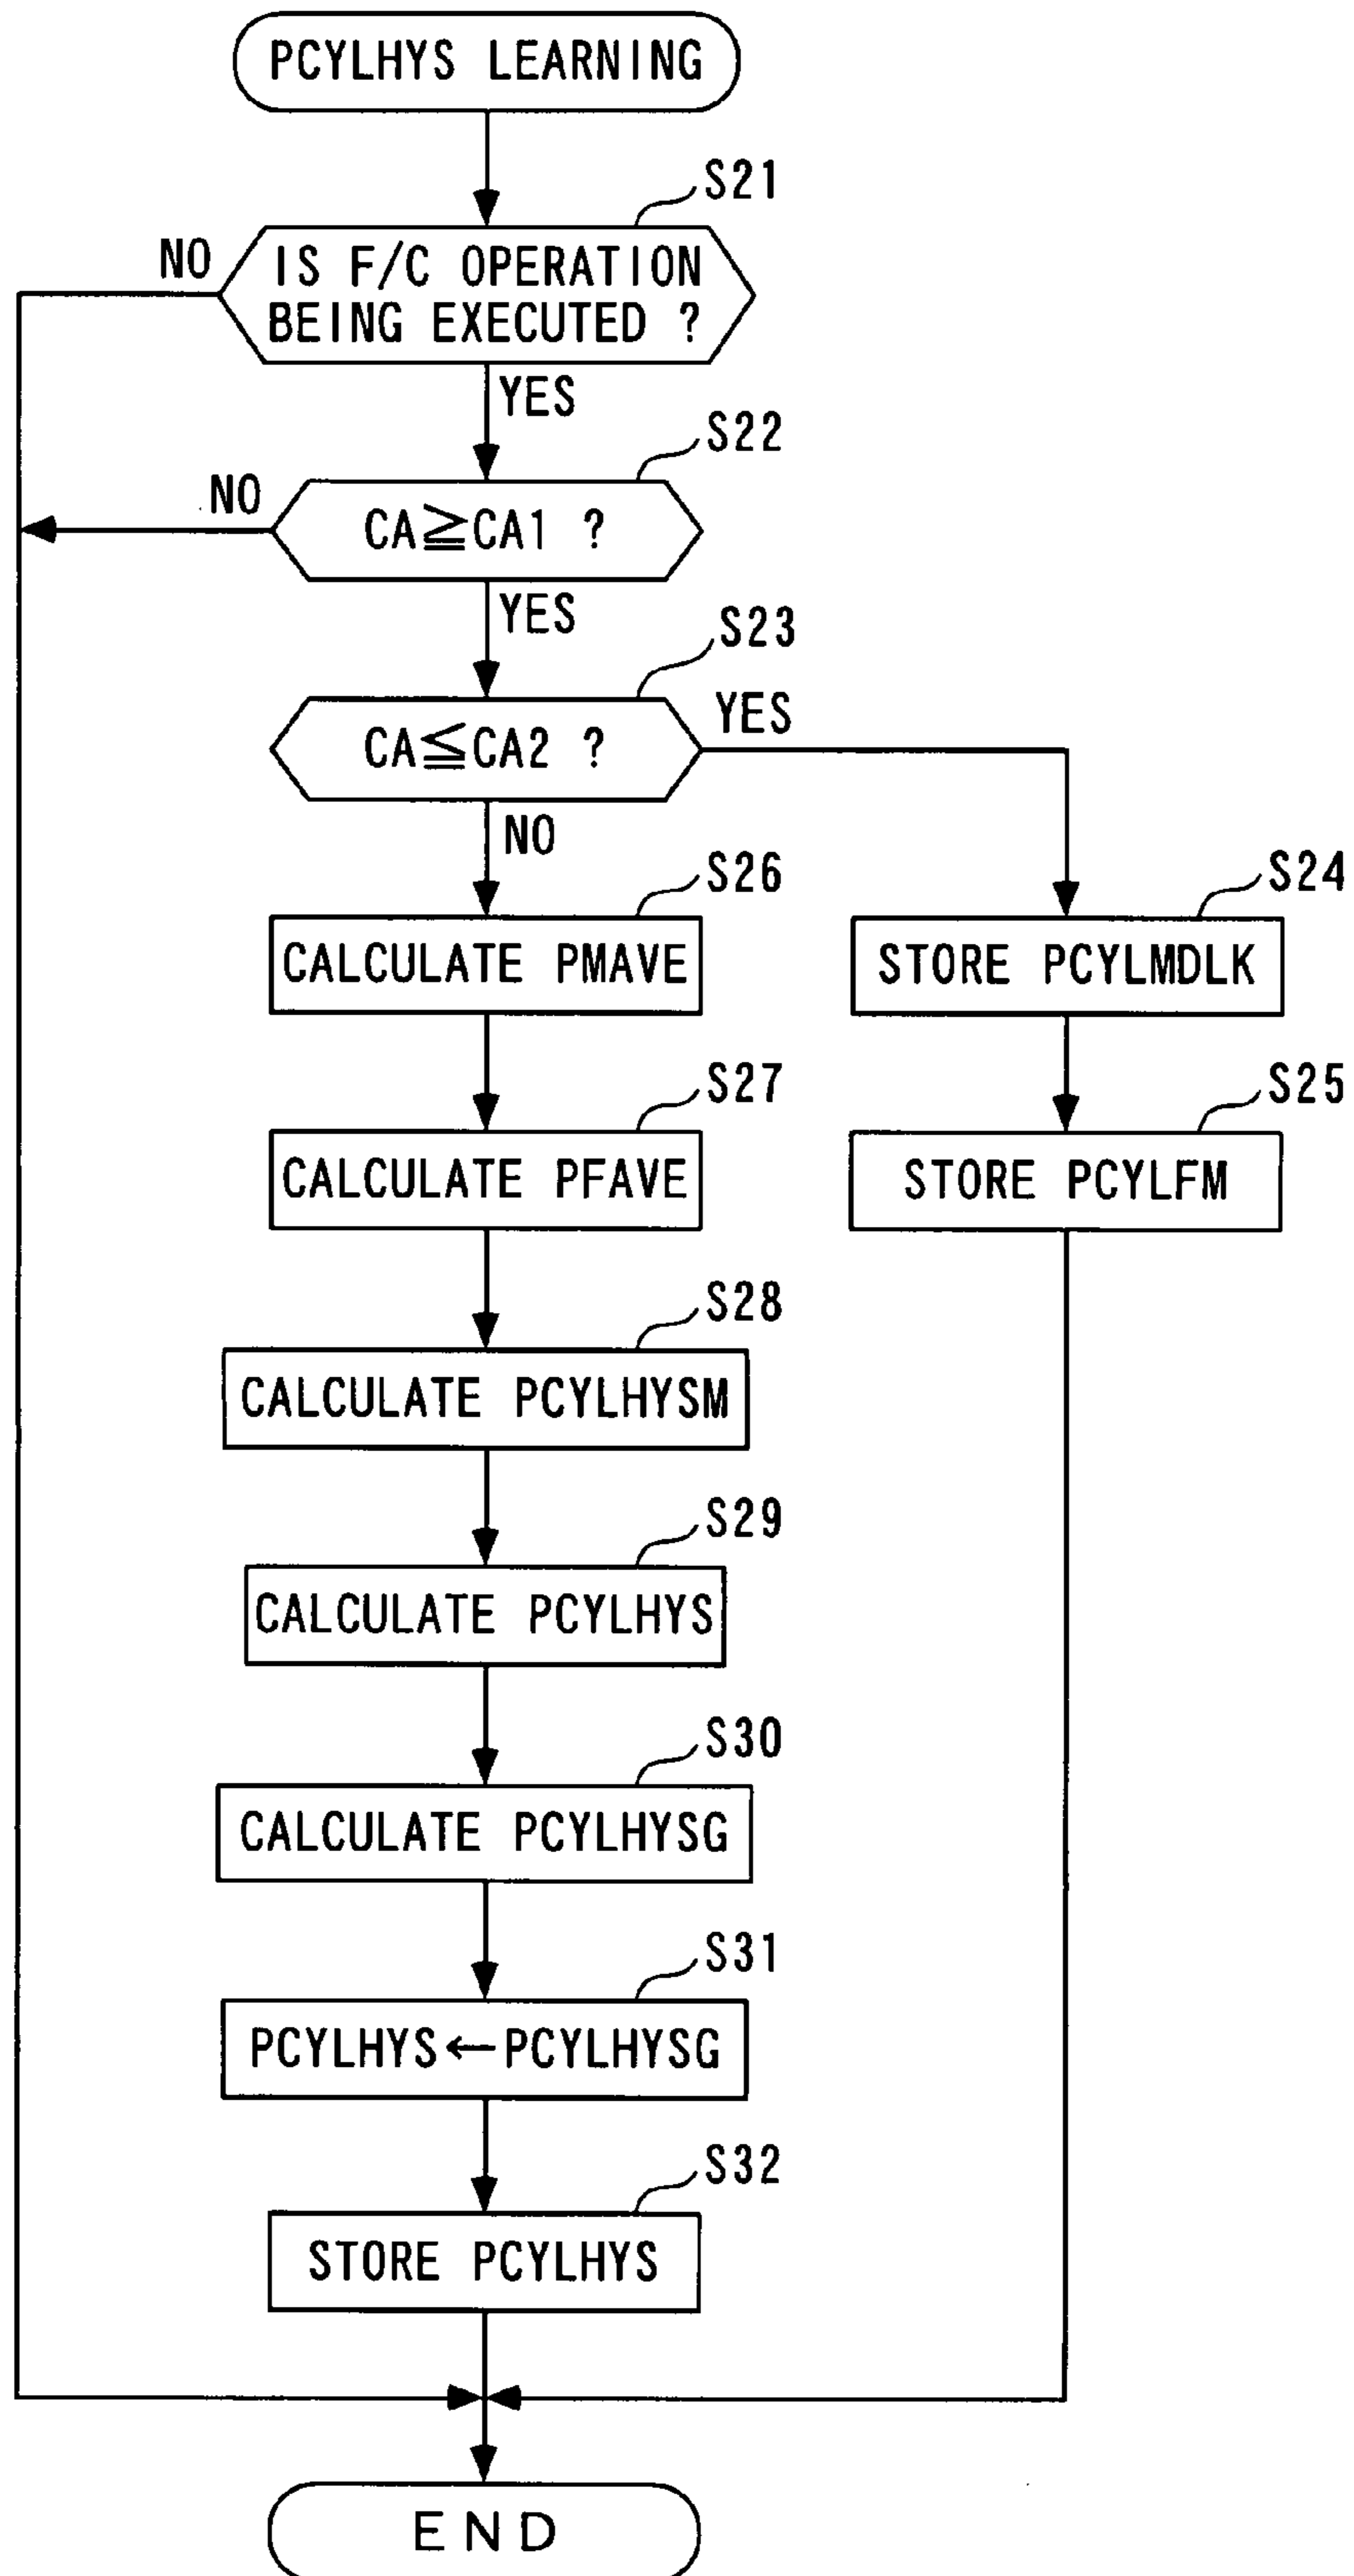 PCYLHYS LEARNING
S21
NO
IS F/C OPERATION
BEING EXECUTED ?
YES
S22
NO
CA≧CA1 ?
YES
S23
CA≦CA2 ?
YES
NO
S26
CALCULATE PMAVE
S24
STORE PCYLMDLK
S27
CALCULATE PFAVE
S25
STORE PCYLFM
S28
CALCULATE PCYLHYSM
S29
CALCULATE PCYLHYS
S30
CALCULATE PCYLHYSG
S31
PCYLHYS←PCYLHYSG
S32
STORE PCYLHYS
END